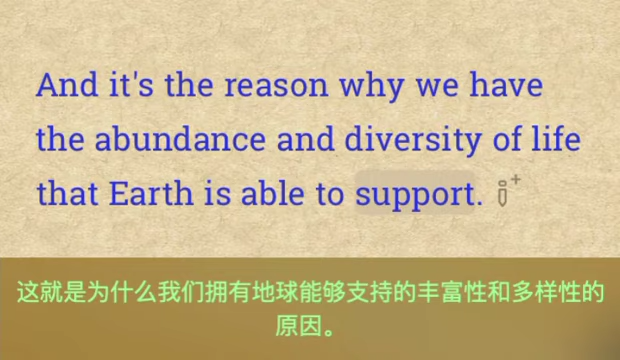 And it's the reason why we have
the abundance and diversity of life
that Earth is able to support.
这就是为什么我们拥有地球能够支持的丰富性和多样性的
原因。